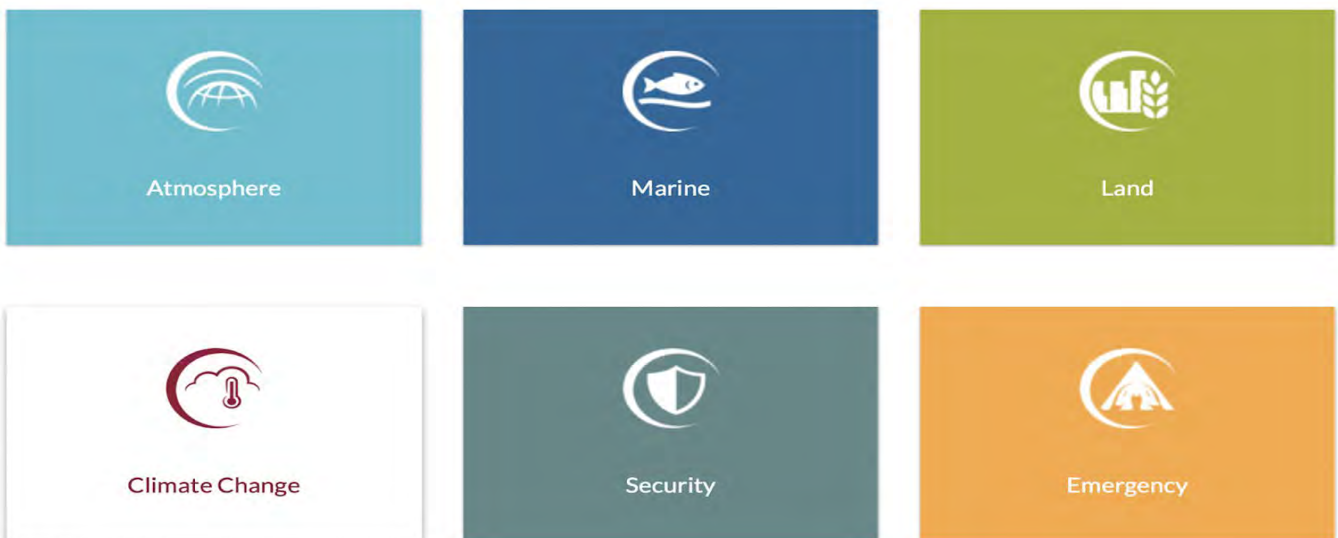 Atmosphere
Marine
Land
Climate Change
Security
Emergency